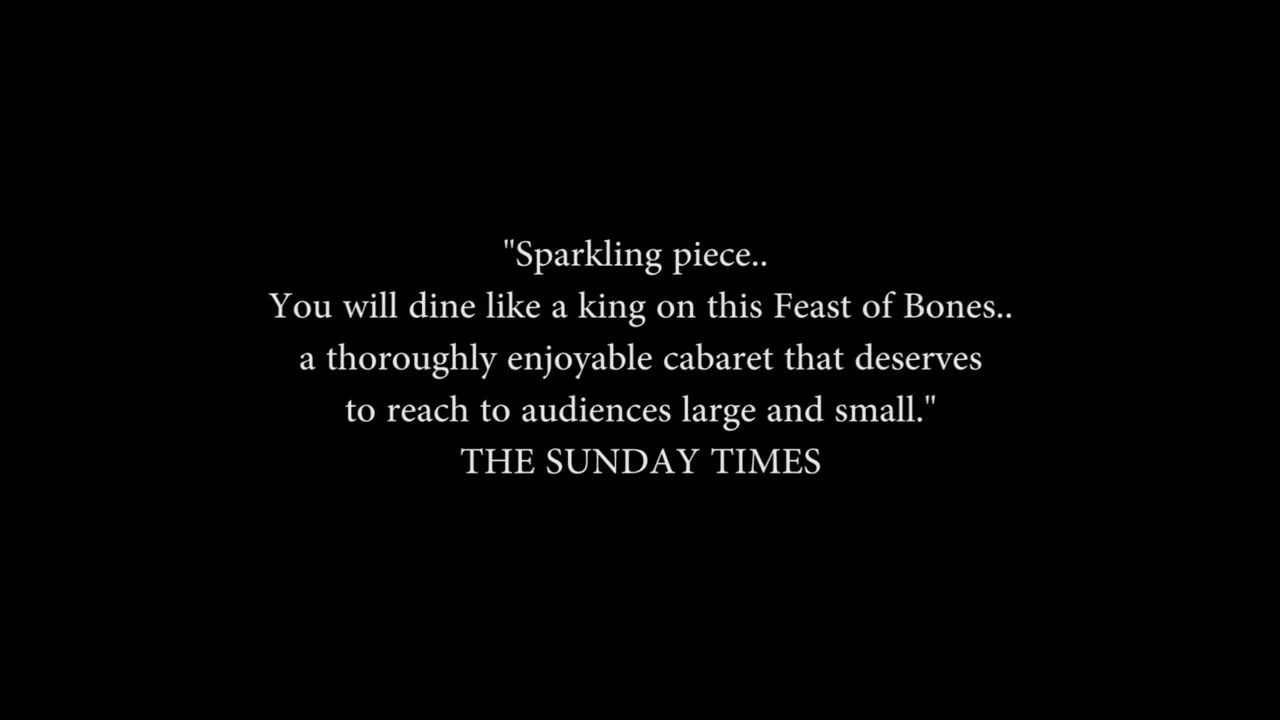 "Sparkling piece..
You will dine like a king on this Feast of Bones..
a thoroughly enjoyable cabaret that deserves
to reach to audiences large and small."
THE SUNDAY TIMES